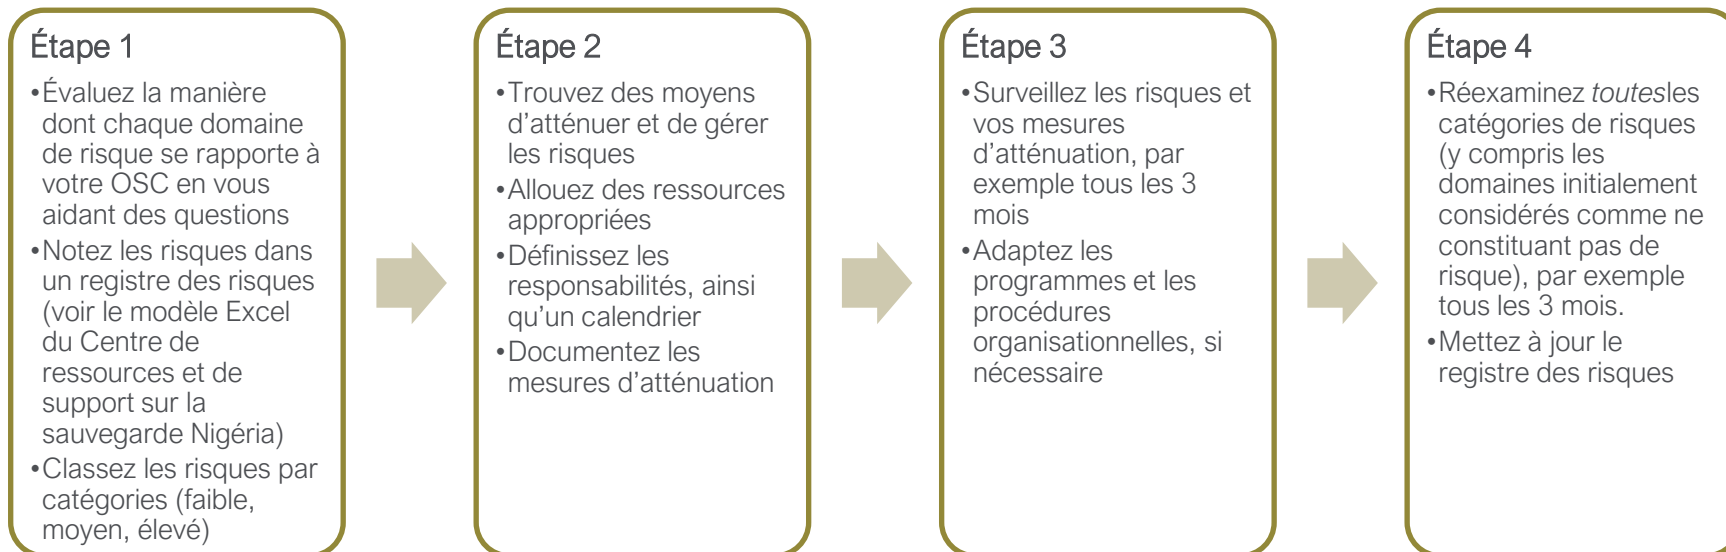 Étape 1
•Évaluez la manière
dont chaque domaine
de risque se rapporte à
votre OSC en vous
aidant des questions
•Notez les risques dans
un registre des risques
(voir le modèle Excel
du Centre de
ressources et de
support sur la
sauvegarde Nigéria)
•Classez les risques par
catégories (faible,
moyen, élevé)
Étape 2
•Trouvez des moyens
d’atténuer et de gérer
les risques
•Allouez des ressources
appropriées
•Définissez les
responsabilités, ainsi
qu’un calendrier
•Documentez les
mesures d’atténuation
Étape 3
•Surveillez les risques et
vos mesures
d’atténuation, par
exemple tous les 3
mois
•Adaptez les
programmes et les
procédures
organisationnelles, si
nécessaire
Étape 4
•Réexaminez toutesles
catégories de risques
(y compris les
domaines initialement
considérés comme ne
constituant pas de
risque), par exemple
tous les 3 mois.
•Mettez à jour le
registre des risques